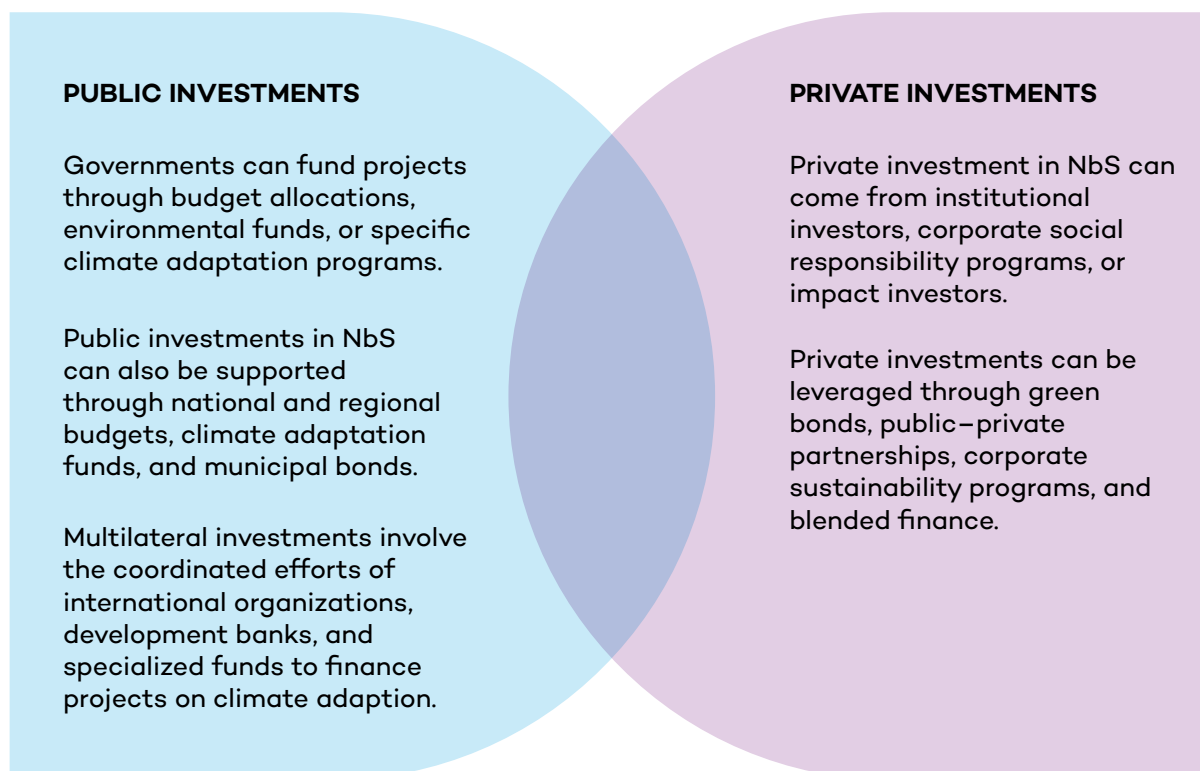 PUBLIC INVESTMENTS
Governments can fund projects
through budget allocations,
environmental funds, or specific
climate adaptation programs.
Public investments in NbS
can also be supported
through national and regional
budgets, climate adaptation
funds, and municipal bonds.
Multilateral investments involve
the coordinated efforts of
international organizations,
development banks, and
specialized funds to finance
projects on climate adaption.
PRIVATE INVESTMENTS
Private investment in NbS can
come from institutional
investors, corporate social
responsibility programs, or
impact investors.
Private investments can be
leveraged through green
bonds, public–private
partnerships, corporate
sustainability programs, and
blended finance.